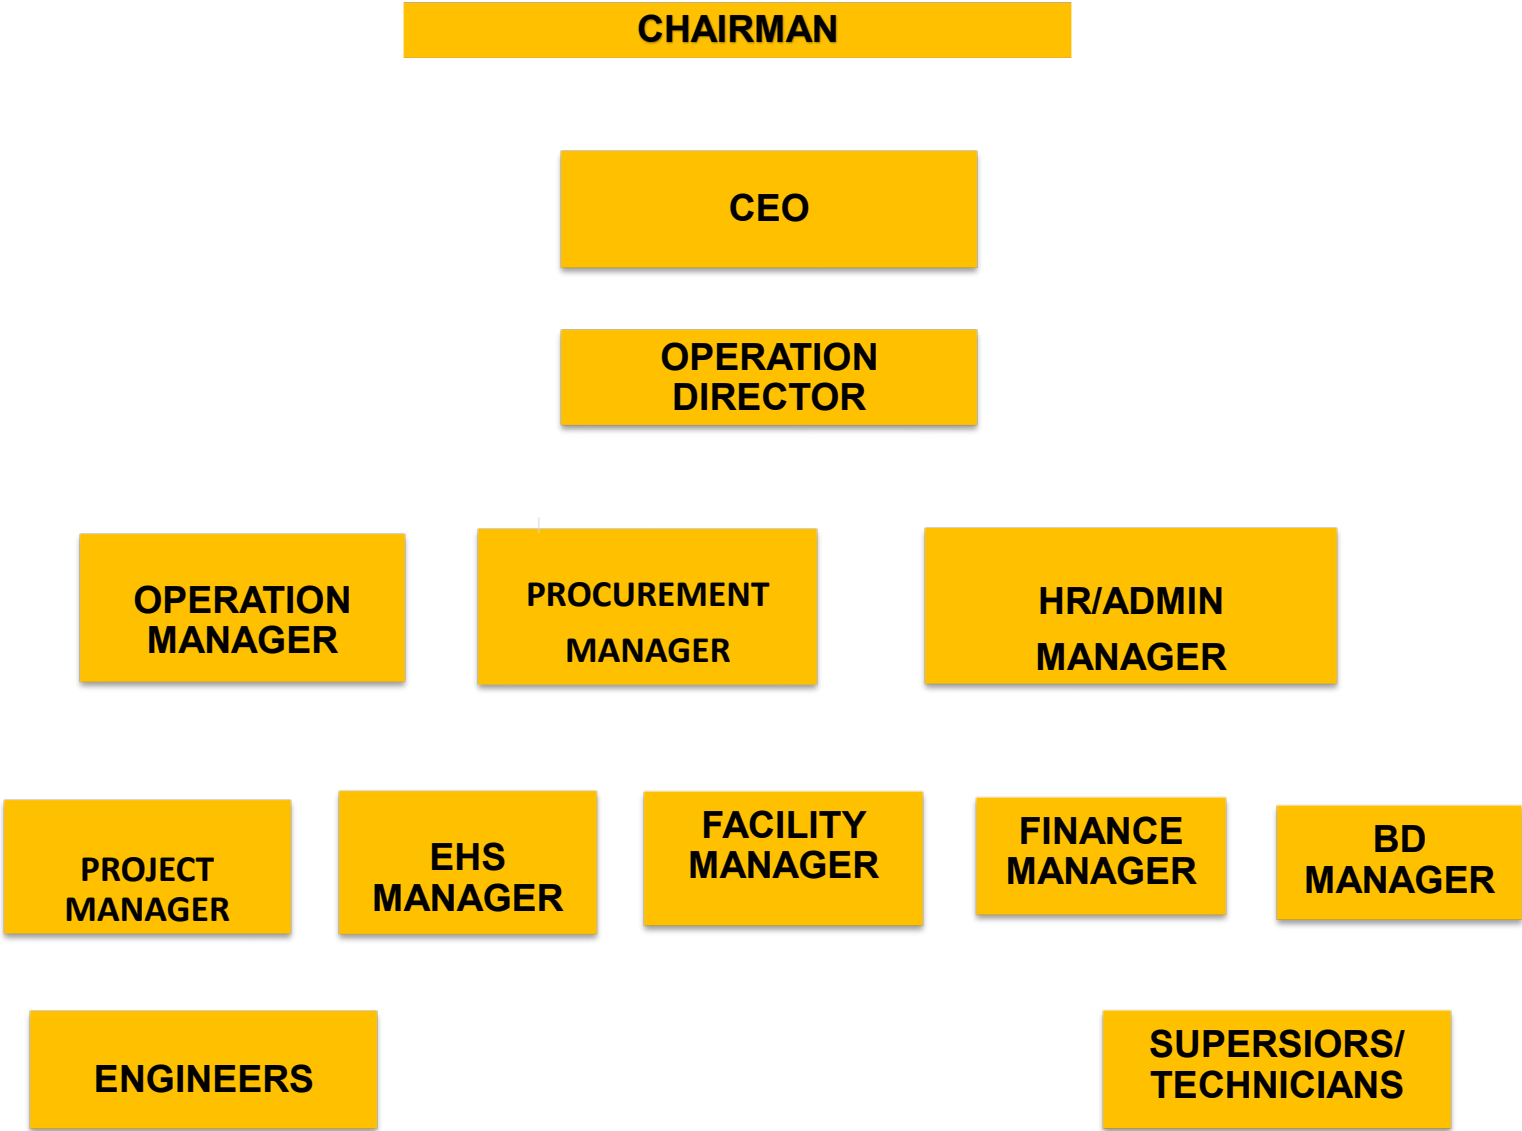 CHAIRMAN
CEO
OPERATION
DIRECTOR
OPERATION
MANAGER
PROCUREMENT
MANAGER
HR/ADMIN
MANAGER
PROJECT
MANAGER
EHS
MANAGER
FACILITY
MANAGER
FINANCE
MANAGER
BD
MANAGER
ENGINEERS
SUPERSIORS/
TECHNICIANS